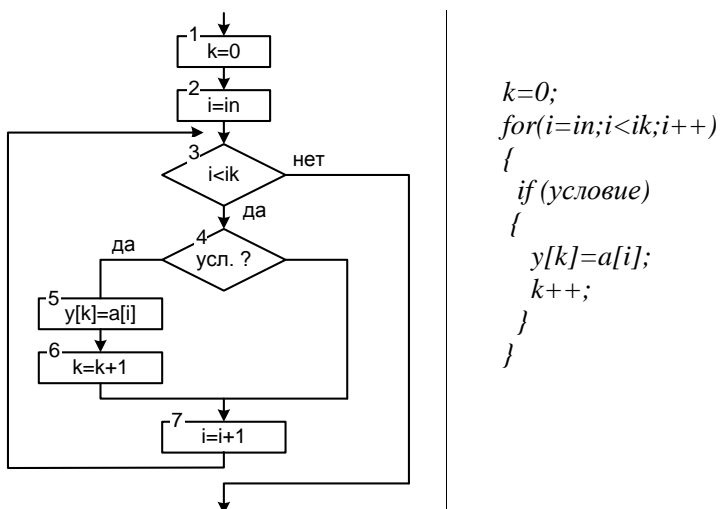 1
k=0
2
i=in
3
i<ik
нет
да
4
усл. ?
да
5
y[k]=a[i]
6
k=k+1
7
i=i+1
k=0;
for(i=in;i<ik;i++)
{
if (условие)
{
y[k]=a[i];
k++;
}
}